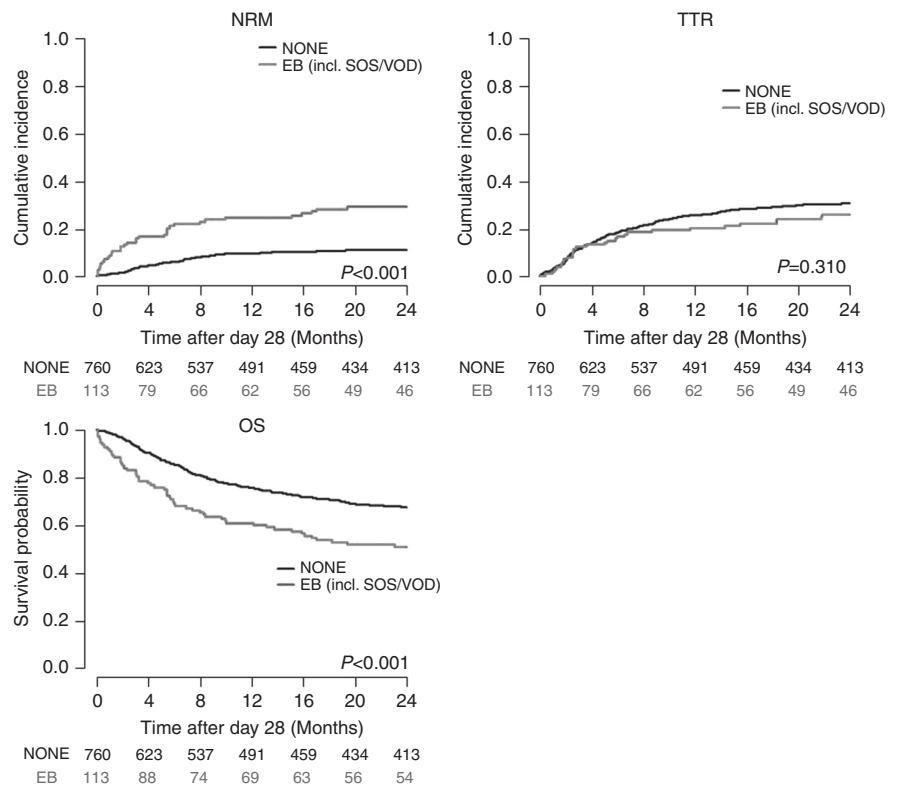 NRM
1.0
0.8
0.6
0.4
0.2
0.0
Cumulative incidence
NONE
EB (incl. SOS/VOD)
P<0.001
0 4 8 12 16 20 24
Time after day 28 (Months)
NONE 760 623 537 491 459 434 413
EB 113 79 66 62 56 49 46
TTR
1.0
0.8
0.6
0.4
0.2
0.0
Cumulative incidence
NONE
EB (incl. SOS/VOD)
P=0.310
0 4 8 12 16 20 24
Time after day 28 (Months)
NONE 760 623 537 491 459 434 413
EB 113 79 66 62 56 49 46
OS
1.0
0.8
0.6
0.4
0.2
0.0
Survival probability
NONE
EB (incl. SOS/VOD)
P<0.001
0 4 8 12 16 20 24
Time after day 28 (Months)
NONE 760 623 537 491 459 434 413
EB 113 88 74 69 63 56 54